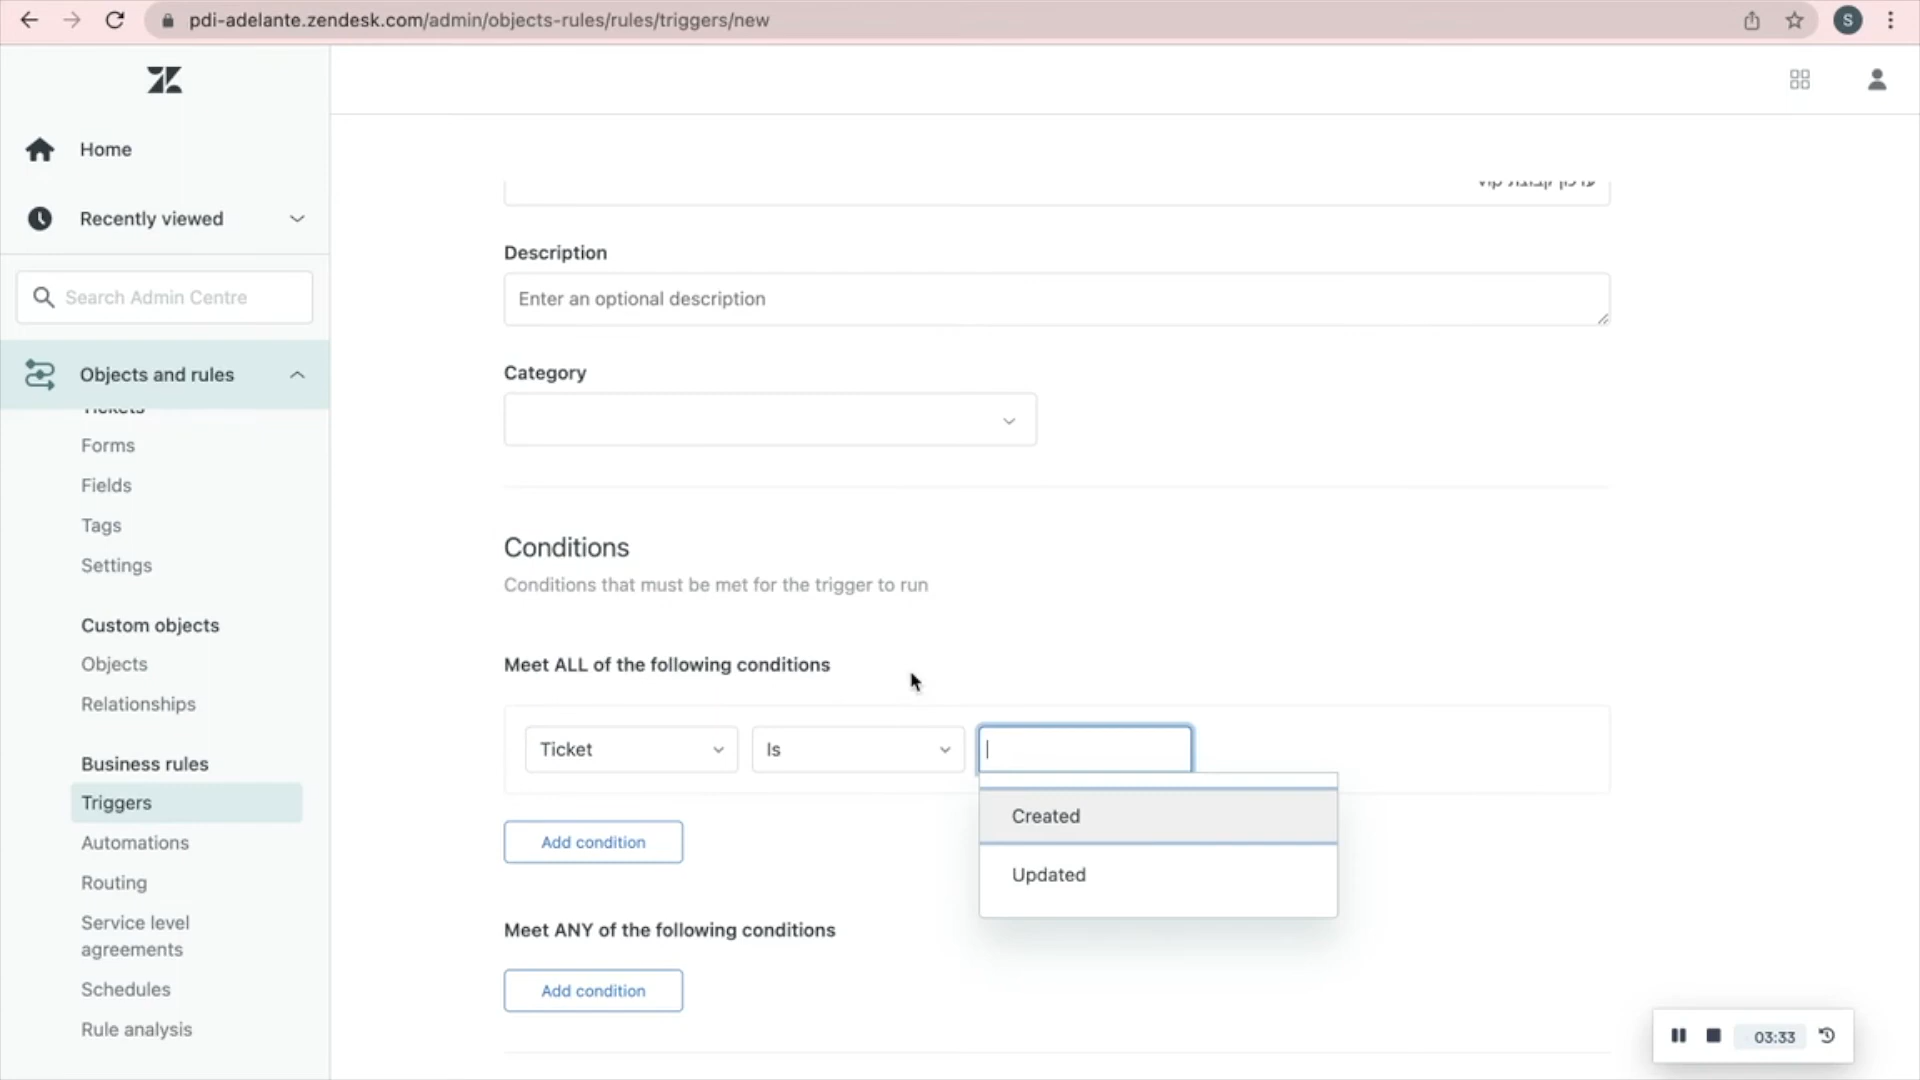 pdi-adelante.zendesk.com/admin/objects-rules/rules/triggers/new
S
Home
Recently viewed
Search Admin Centre
Objects and rules
Tickets
Forms
Fields
Tags
Settings
Custom objects
Objects
Relationships
Business rules
Triggers
Automations
Routing
Service level
agreements
Schedules
Rule analysis
Description
Enter an optional description
Category
Conditions
Conditions that must be met for the trigger to run
Meet ALL of the following conditions
Ticket
Is
Created
Updated
Add condition
Meet ANY of the following conditions
Add condition
03:33